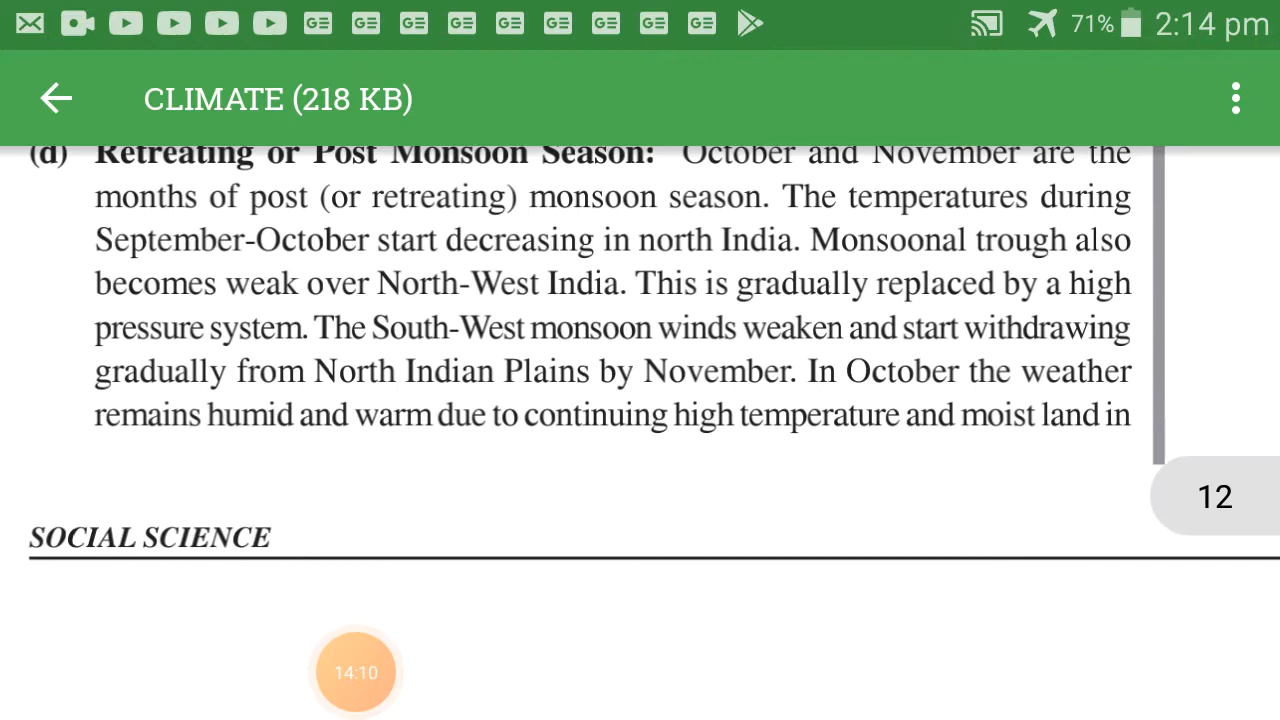 71% 2:14 pm
CLIMATE (218 KB)
(d) Retreating or Post Monsoon Season: October and November are the
months of post (or retreating) monsoon season. The temperatures during
September-October start decreasing in north India. Monsoonal trough also
becomes weak over North-West India. This is gradually replaced by a high
pressure system. The South-West monsoon winds weaken and start withdrawing
gradually from North Indian Plains by November. In October the weather
remains humid and warm due to continuing high temperature and moist land in
12
SOCIAL SCIENCE
14:10